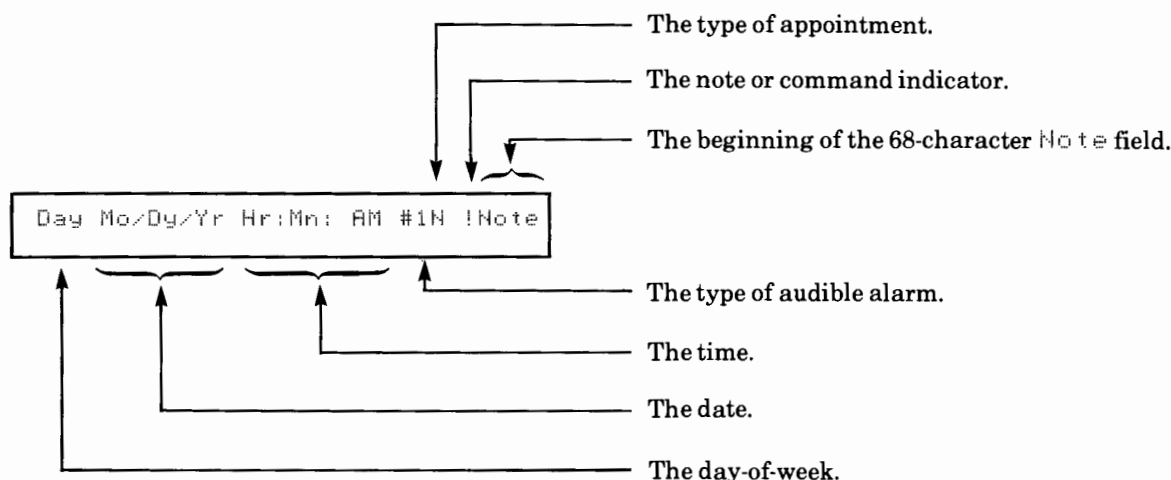 The type of appointment.
The note or command indicator.
The beginning of the 68-character Note field.
Day Mo/Dy/Yr Hr:Mn: AM #1N !Note
The type of audible alarm.
The time.
The date.
The day-of-week.